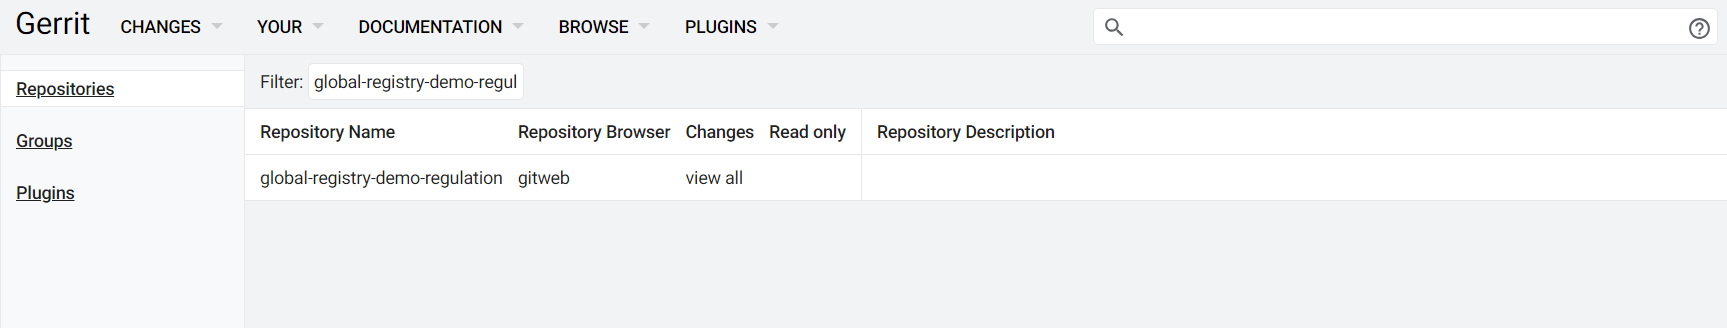 Gerrit CHANGES YOUR DOCUMENTATION BROWSE PLUGINS
Repositories
Groups
Plugins
Filter: global-registry-demo-regul
Repository Name Repository Browser Changes Read only Repository Description
global-registry-demo-regulation gitweb view all